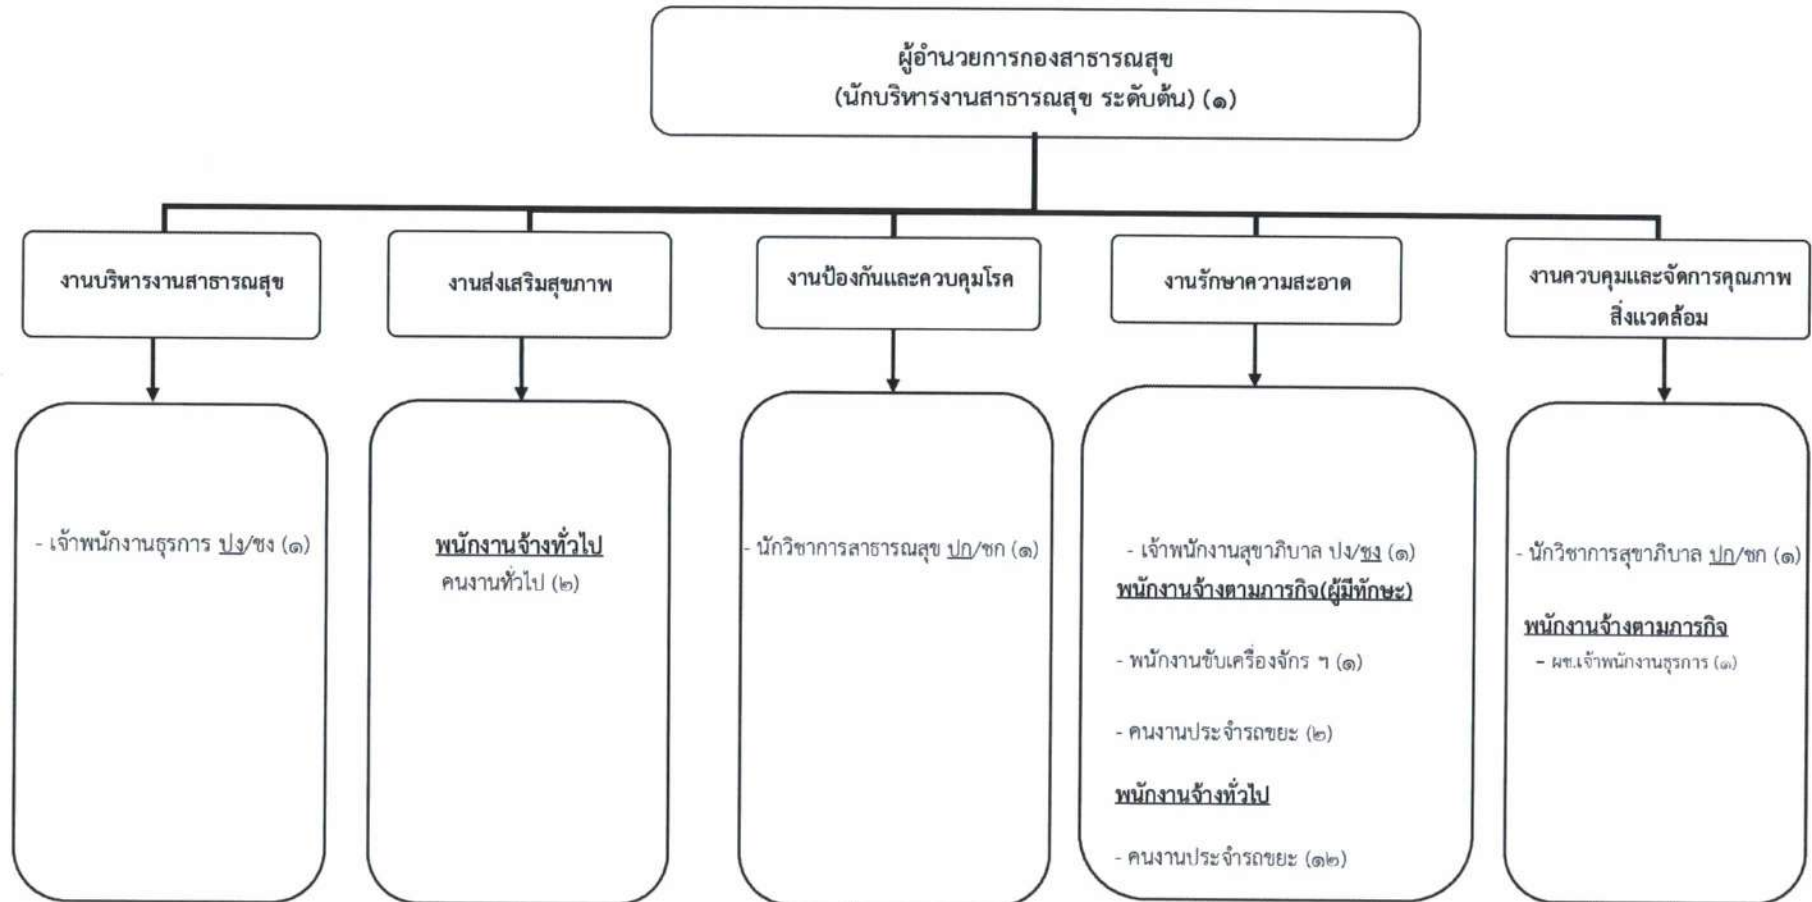 ผู้อำนวยการกองสาธารณสุข
(นักบริหารงานสาธารณสุข ระดับต้น) (๑)
งานบริหารงานสาธารณสุข
งานส่งเสริมสุขภาพ
งานป้องกันและควบคุมโรค
งานรักษาความสะอาด
งานควบคุมและจัดการคุณภาพ
สิ่งแวดล้อม
- เจ้าพนักงานธุรการ ปง/ชง (๑)
พนักงานจ้างทั่วไป
คนงานทั่วไป (๒)
- นักวิชาการสาธารณสุข ปก/ชก (๑)
- เจ้าพนักงานสุขาภิบาล ปง/ชง (๑)
พนักงานจ้างตามภารกิจ(ผู้มีทักษะ)
- พนักงานขับเครื่องจักร ฯ (๑)
- คนงานประจำรถขยะ (๒)
พนักงานจ้างทั่วไป
- คนงานประจำรถขยะ (๑๒)
- นักวิชาการสุขาภิบาล ปก/ชก (๑)
พนักงานจ้างตามภารกิจ
- ผช.เจ้าพนักงานธุรการ (๑)